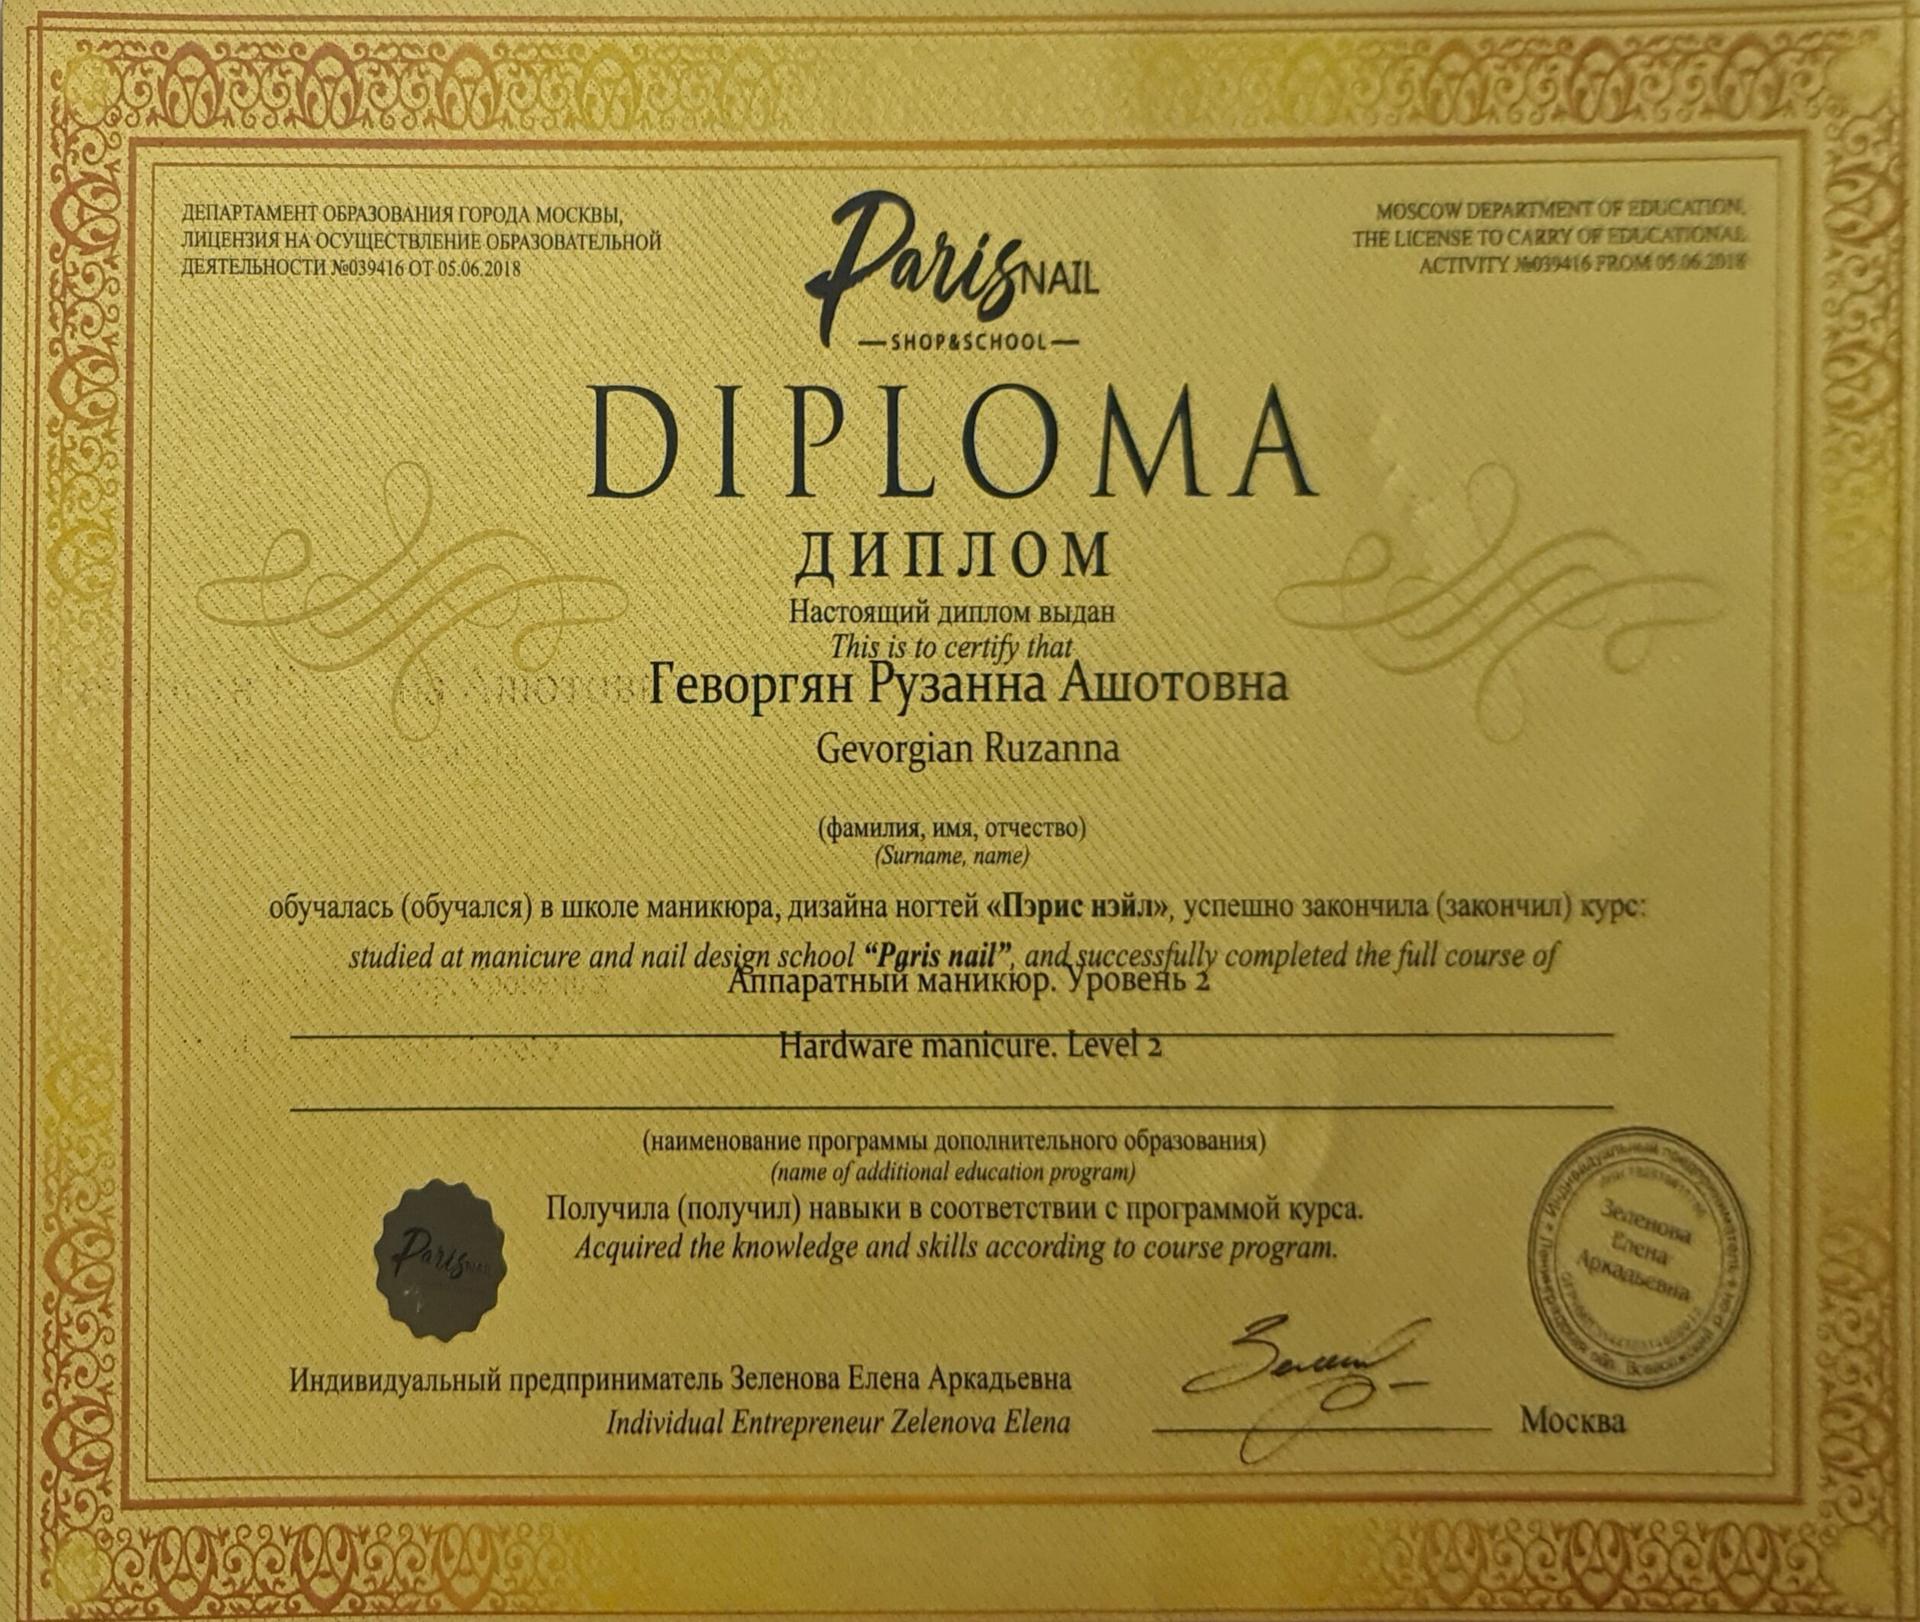 ДЕПАРТАМЕНТ ОБРАЗОВАНИЯ ГОРОДА МОСКВЫ,
ЛИЦЕНЗИЯ НА ОСУЩЕСТВЛЕНИЕ ОБРАЗОВАТЕЛЬНОЙ
ДЕЯТЕЛЬНОСТИ №039416 ОТ 05.06.2018
Paris NAIL
SHOP&SCHOOL
MOSCOW DEPARTMENT OF EDUCATION,
THE LICENSE TO CARRY OF EDUCATIONAL
ACTIVITY №039416 FROM 05.06.2018
DIPLOMA
ДИПЛОМ
Настоящий диплом выдан
This is to certify that
Геворгян Рузанна Ашотовна
Gevorgian Ruzanna
(фамилия, имя, отчество)
(Surname, name)
обучалась (обучался) в школе маникюра, дизайна ногтей «Пэрис нэйл», успешно закончила (закончил) курс:
studied at manicure and nail design school “Paris nail”, and successfully completed the full course of
Аппаратный маникюр. Уровень 2
Hardware manicure. Level 2
(наименование программы дополнительного образования)
(name of additional education program)
Получила (получил) навыки в соответствии с программой курса.
Acquired the knowledge and skills according to course program.
Paris NAIL
Индивидуальный предприниматель
Зеленова
Елена
Аркадьевна
Индивидуальный предприниматель Зеленова Елена Аркадьевна
Individual Entrepreneur Zelenova Elena
Москва